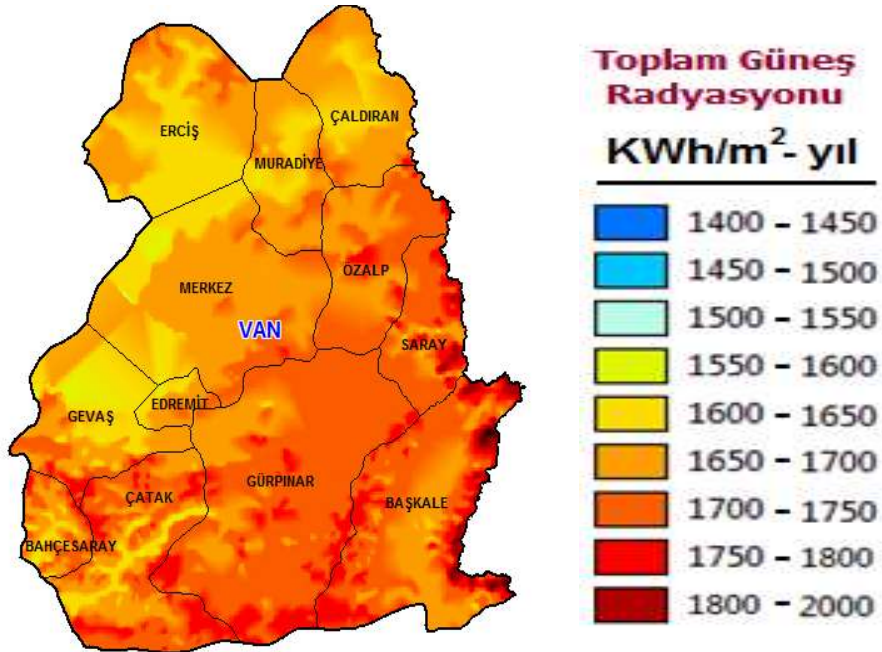 ERCİŞ
ÇALDIRAN
MURADİYE
ÖZALP
MERKEZ
VAN
SARAY
EDREMİT
GEVAŞ
ÇATAK
GÜRPINAR
BAŞKALE
BAHÇESARAY
Toplam Güneş
Radyasyonu
KWh/m²- yıl
1400 – 1450
1450 – 1500
1500 – 1550
1550 – 1600
1600 – 1650
1650 – 1700
1700 – 1750
1750 – 1800
1800 – 2000